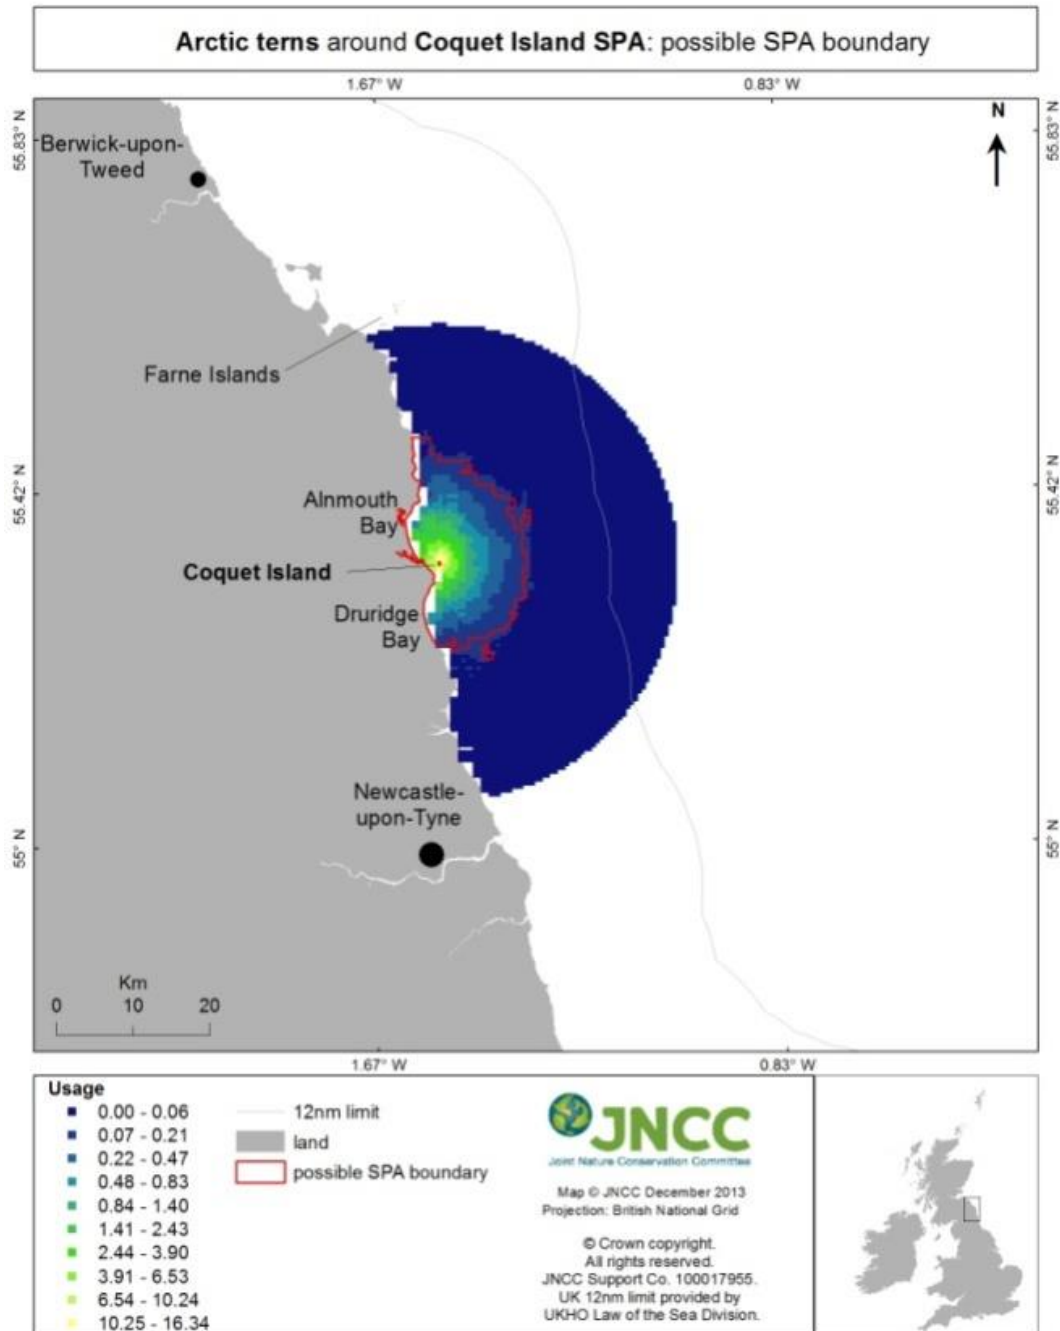 Arctic terns around Coquet Island SPA: possible SPA boundary
1.67° W
0.83° W
55.83° N
55.83° N
N
Berwick-upon-
Tweed
Farne Islands
55.42° N
55.42° N
Alnmouth
Bay
Coquet Island
Druridge
Bay
Newcastle-
upon-Tyne
55° N
55° N
Km
0 10 20
1.67° W
0.83° W
Usage
0.00 - 0.06
0.07 - 0.21
0.22 - 0.47
0.48 - 0.83
0.84 - 1.40
1.41 - 2.43
2.44 - 3.90
3.91 - 6.53
6.54 - 10.24
10.25 - 16.34
12nm limit
land
possible SPA boundary
JNCC
Joint Nature Conservation Committee
Map © JNCC December 2013
Projection: British National Grid
© Crown copyright.
All rights reserved.
JNCC Support Co. 100017955.
UK 12nm limit provided by
UKHO Law of the Sea Division.